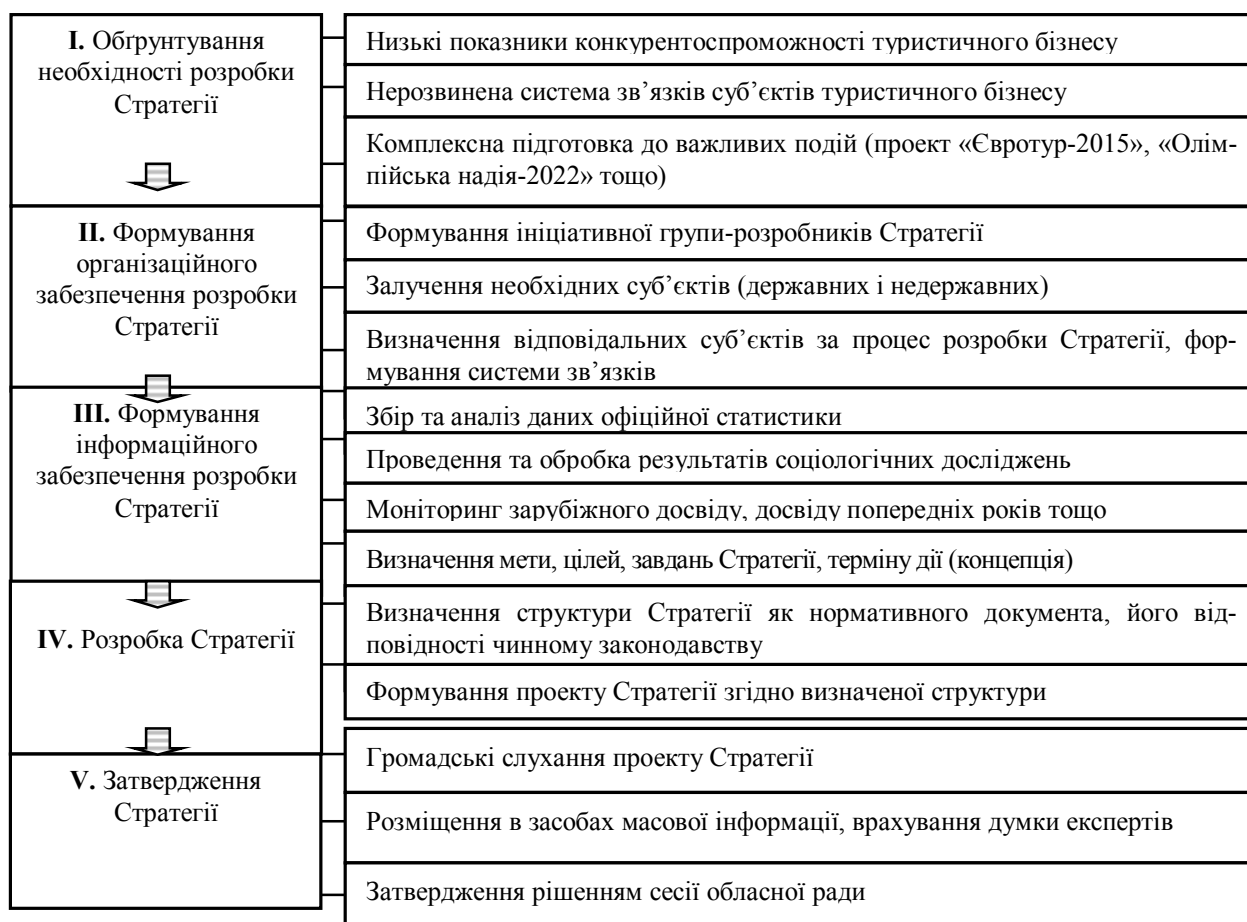 I. Обґрунтування
необхідності розробки
Стратегії
Низькі показники конкурентоспроможності туристичного бізнесу
Нерозвинена система зв’язків суб’єктів туристичного бізнесу
Комплексна підготовка до важливих подій (проект «Євротур-2015», «Олім-
пійська надія-2022» тощо)
II. Формування
організаційного
забезпечення розробки
Стратегії
Формування ініціативної групи-розробників Стратегії
Залучення необхідних суб’єктів (державних і недержавних)
Визначення відповідальних суб’єктів за процес розробки Стратегії, фор-
мування системи зв’язків
III. Формування
інформаційного
забезпечення розробки
Стратегії
Збір та аналіз даних офіційної статистики
Проведення та обробка результатів соціологічних досліджень
Моніторинг зарубіжного досвіду, досвіду попередніх років тощо
Визначення мети, цілей, завдань Стратегії, терміну дії (концепція)
IV. Розробка Стратегії
Визначення структури Стратегії як нормативного документа, його від-
повідності чинному законодавству
Формування проекту Стратегії згідно визначеної структури
V. Затвердження
Стратегії
Громадські слухання проекту Стратегії
Розміщення в засобах масової інформації, врахування думки експертів
Затвердження рішенням сесії обласної ради